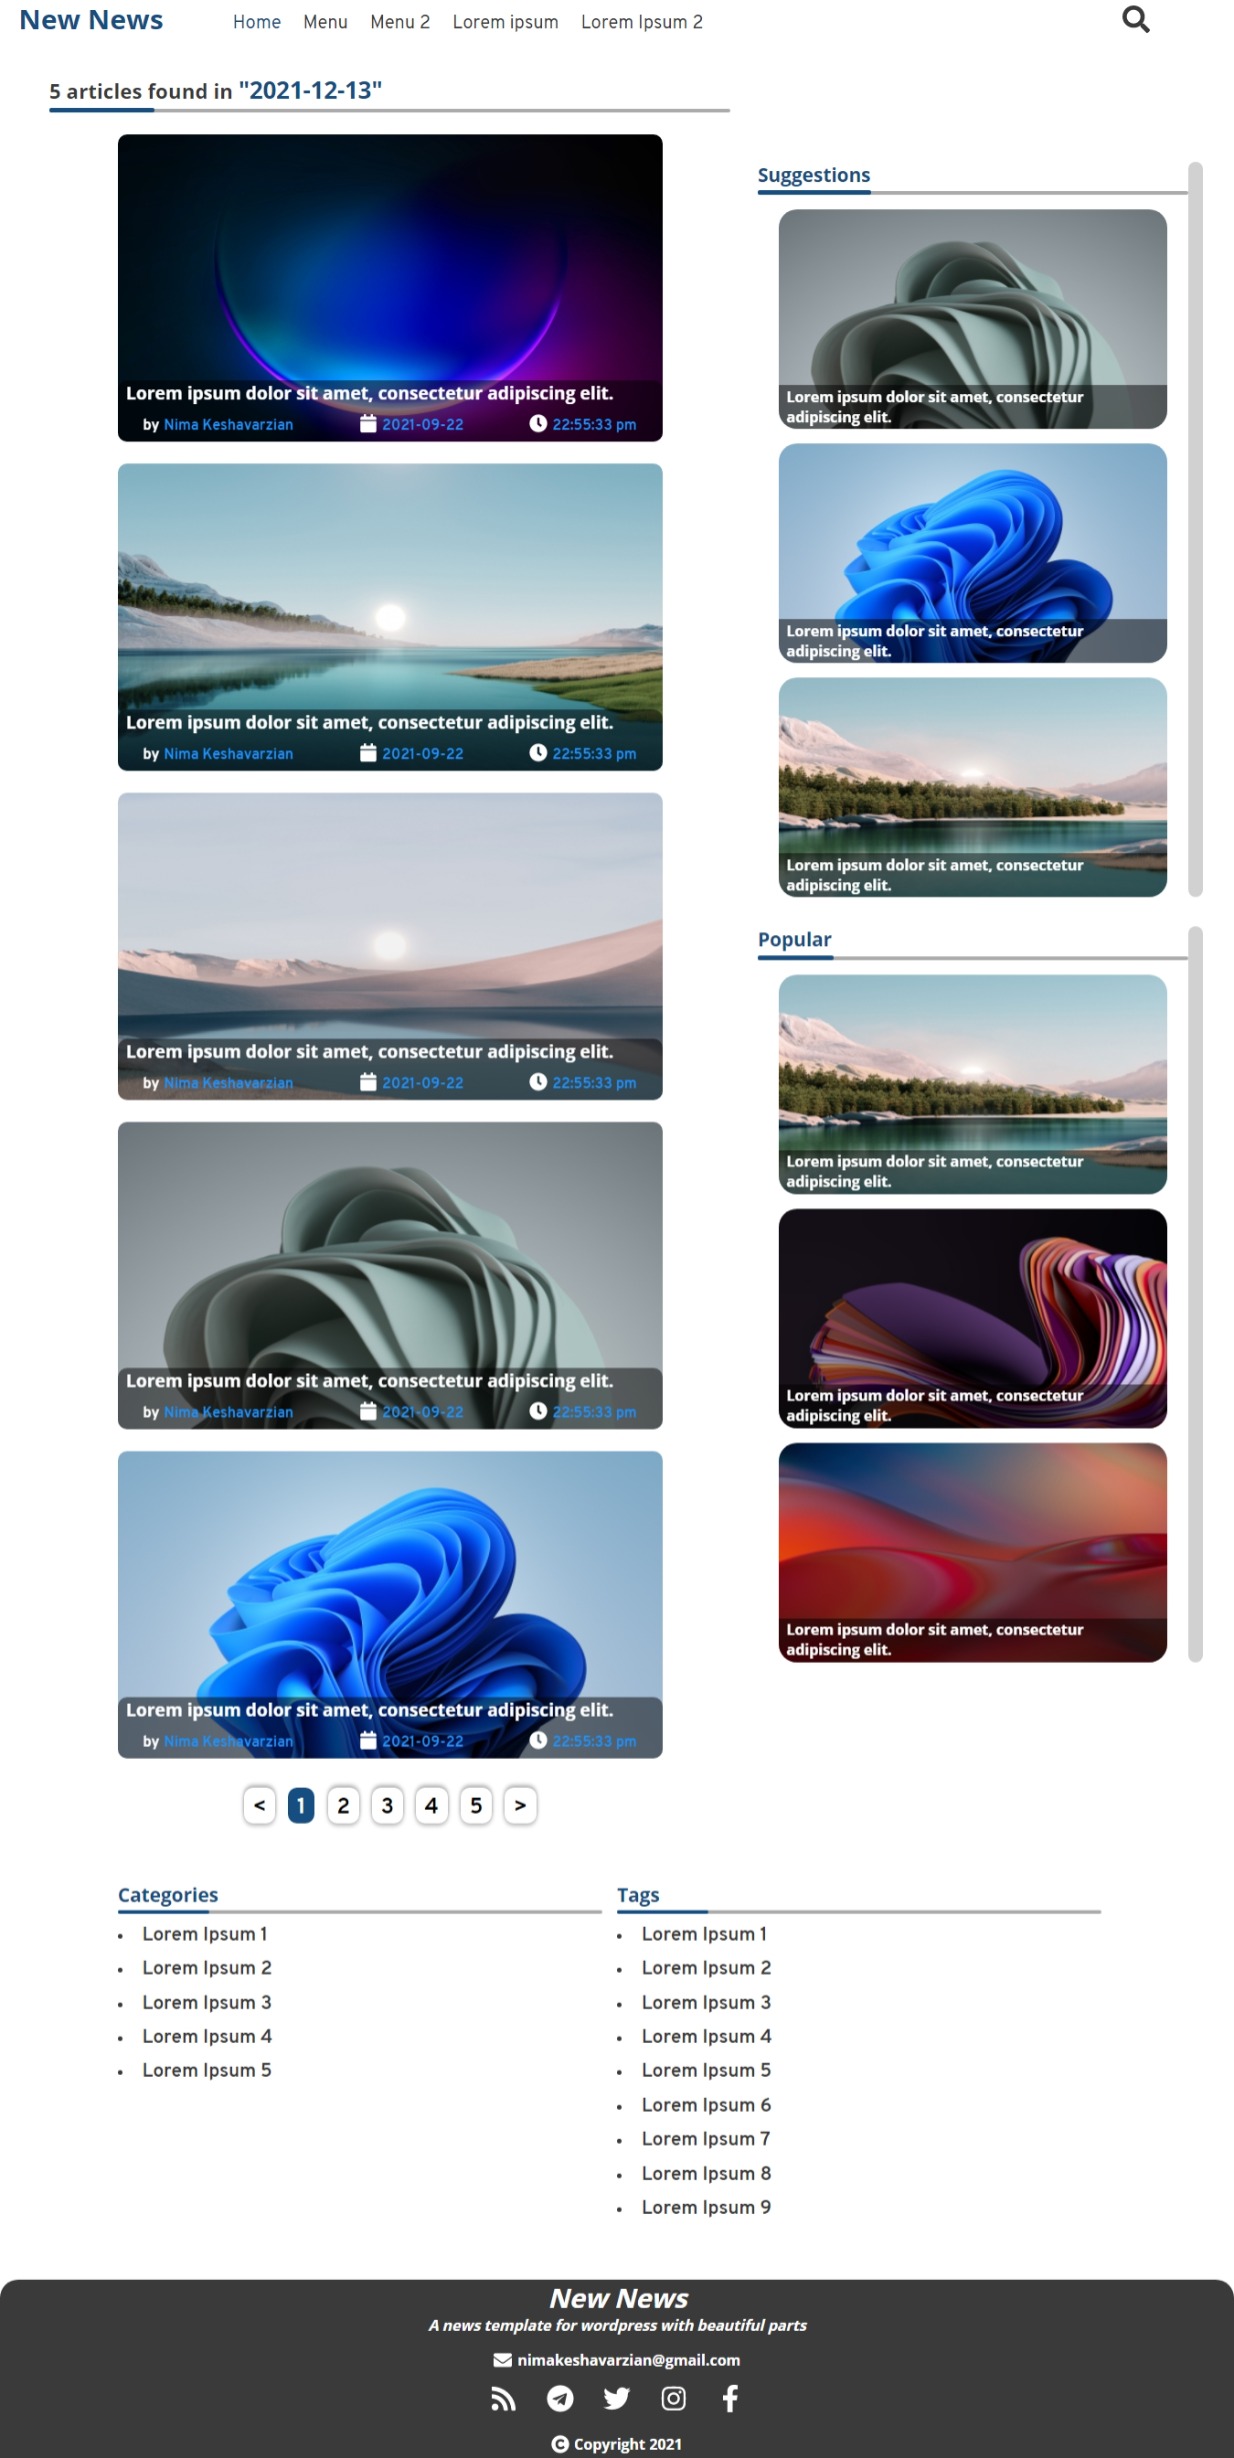 New News
Home Menu Menu 2 Lorem ipsum Lorem Ipsum 2
5 articles found in "2021-12-13"
Lorem ipsum dolor sit amet, consectetur adipiscing elit.
by Nima Keshavarzian 2021-09-22 22:55:33 pm
Lorem ipsum dolor sit amet, consectetur adipiscing elit.
by Nima Keshavarzian 2021-09-22 22:55:33 pm
Lorem ipsum dolor sit amet, consectetur adipiscing elit.
by Nima Keshavarzian 2021-09-22 22:55:33 pm
Lorem ipsum dolor sit amet, consectetur adipiscing elit.
by Nima Keshavarzian 2021-09-22 22:55:33 pm
Lorem ipsum dolor sit amet, consectetur adipiscing elit.
by Nima Keshavarzian 2021-09-22 22:55:33 pm
< 1 2 3 4 5 >
Suggestions
Lorem ipsum dolor sit amet, consectetur
adipiscing elit.
Lorem ipsum dolor sit amet, consectetur
adipiscing elit.
Lorem ipsum dolor sit amet, consectetur
adipiscing elit.
Popular
Lorem ipsum dolor sit amet, consectetur
adipiscing elit.
Lorem ipsum dolor sit amet, consectetur
adipiscing elit.
Lorem ipsum dolor sit amet, consectetur
adipiscing elit.
Categories
Lorem Ipsum 1
Lorem Ipsum 2
Lorem Ipsum 3
Lorem Ipsum 4
Lorem Ipsum 5
Tags
Lorem Ipsum 1
Lorem Ipsum 2
Lorem Ipsum 3
Lorem Ipsum 4
Lorem Ipsum 5
Lorem Ipsum 6
Lorem Ipsum 7
Lorem Ipsum 8
Lorem Ipsum 9
New News
A news template for wordpress with beautiful parts
nimakeshavarzian@gmail.com
Copyright 2021